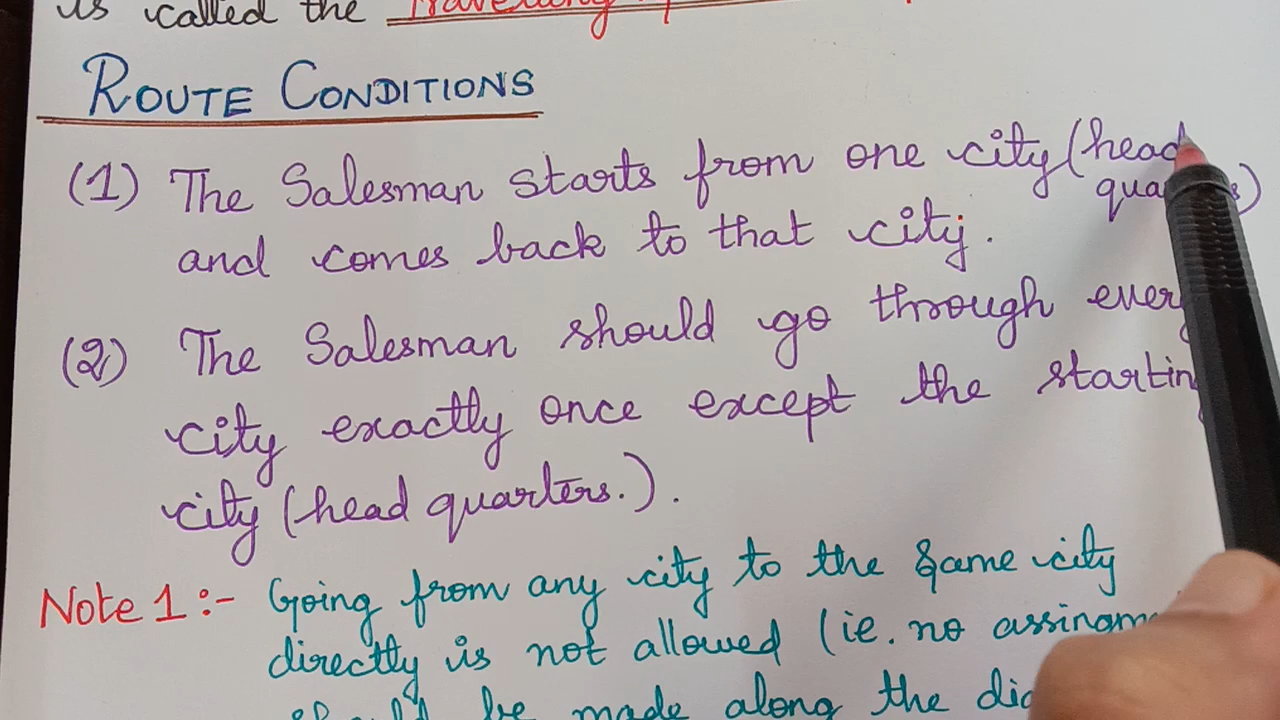 is called the Travelling
ROUTE CONDITIONS
(1) The Salesman starts from one city (head
and comes back to that city.
(2) The Salesman should go through every
city exactly once except the starting
city (head quarters.).
Note 1:- Going from any city to the same city
directly is not allowed (ie. no
should be made along the